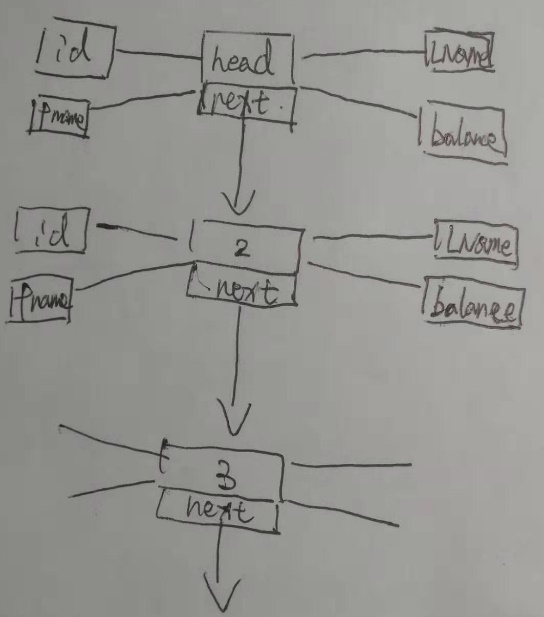 id head LName
fname next. balance
id 2 LName
fname next balance
3
next